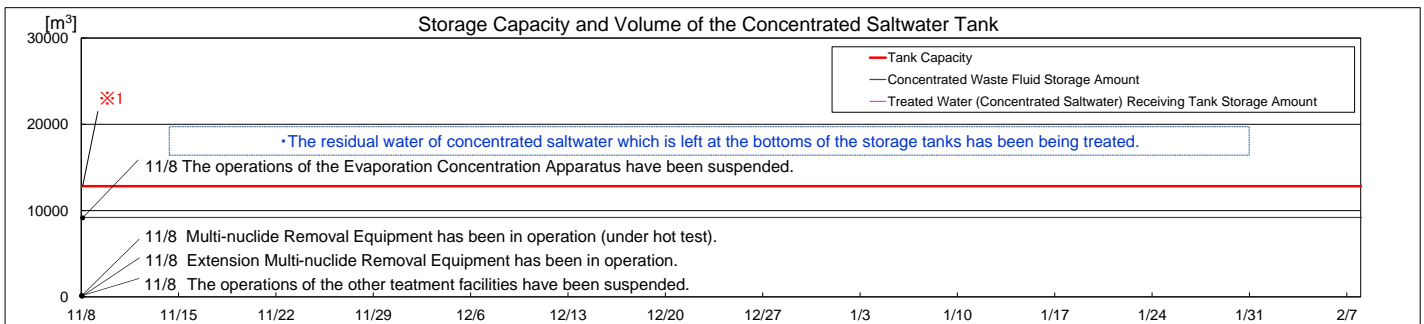 Storage Capacity and Volume of the Concentrated Saltwater Tank
[m³]
30000
20000
10000
0
Tank Capacity
Concentrated Waste Fluid Storage Amount
Treated Water (Concentrated Saltwater) Receiving Tank Storage Amount
※1
・The residual water of concentrated saltwater which is left at the bottoms of the storage tanks has been being treated.
11/8 The operations of the Evaporation Concentration Apparatus have been suspended.
11/8 Multi-nuclide Removal Equipment has been in operation (under hot test).
11/8 Extension Multi-nuclide Removal Equipment has been in operation.
11/8 The operations of the other teatment facilities have been suspended.
11/8 11/15 11/22 11/29 12/6 12/13 12/20 12/27 1/3 1/10 1/17 1/24 1/31 2/7